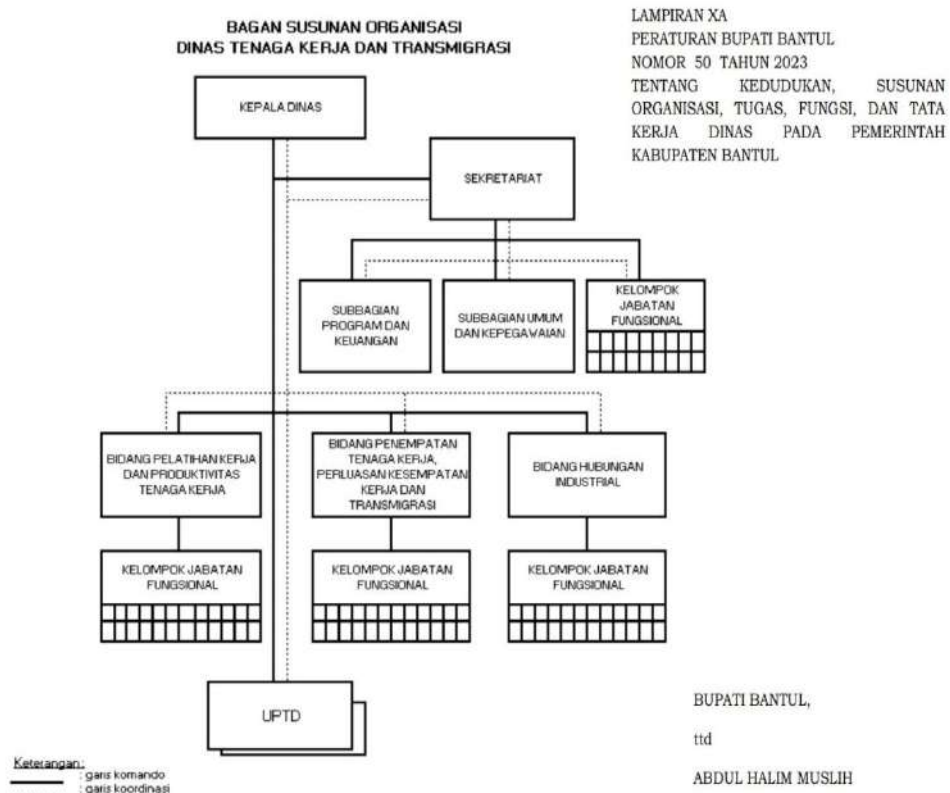 BAGAN SUSUNAN ORGANISASI
DINAS TENAGA KERJA DAN TRANSMIGRASI
LAMPIRAN XA
PERATURAN BUPATI BANTUL
NOMOR 50 TAHUN 2023
TENTANG KEDUDUKAN, SUSUNAN
ORGANISASI, TUGAS, FUNGSI, DAN TATA
KERJA DINAS PADA PEMERINTAH
KABUPATEN BANTUL
KEPALA DINAS
SEKRETARIAT
SUBBAGIAN
PROGRAM DAN
KEUANGAN
SUBBAGIAN UMUM
DAN KEPEGAWAIAN
KELOMPOK
JABATAN
FUNGSIONAL
BIDANG PELATIHAN KERJA
DAN PRODUKTIVITAS
TENAGA KERJA
BIDANG PENEMPATAN
TENAGA KERJA,
PERLUASAN KESEMPATAN
KERJA DAN
TRANSMIGRASI
BIDANG HUBUNGAN
INDUSTRIAL
KELOMPOK JABATAN
FUNGSIONAL
KELOMPOK JABATAN
FUNGSIONAL
KELOMPOK JABATAN
FUNGSIONAL
UPTD
Keterangan:
: garis komando
: garis koordinasi
BUPATI BANTUL,
ttd
ABDUL HALIM MUSLIH